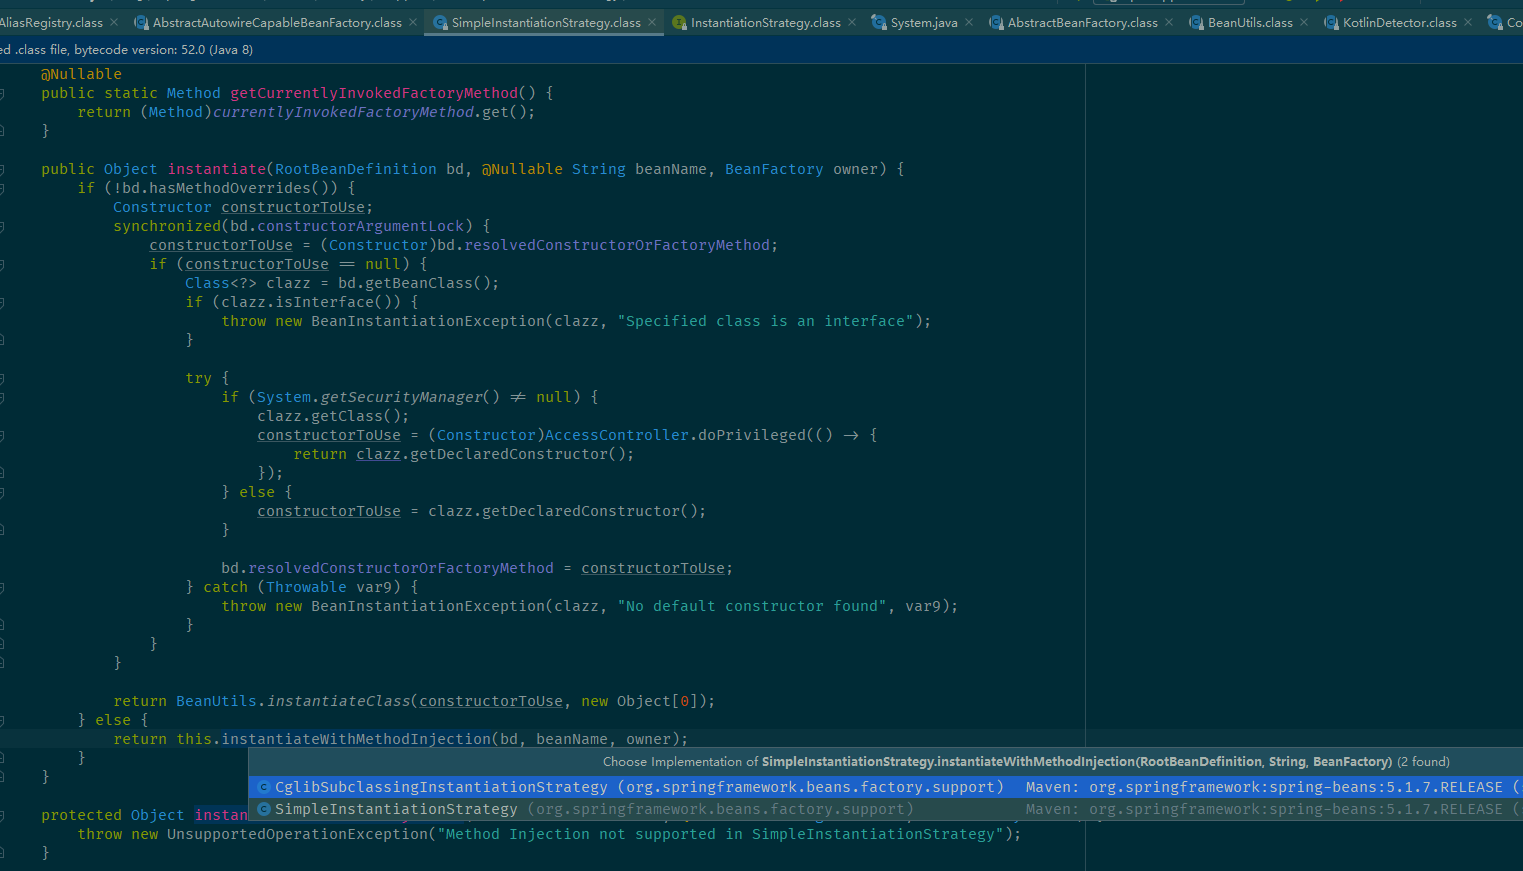 AliasRegistry.class AbstractAutowireCapableBeanFactory.class SimpleInstantiationStrategy.class InstantiationStrategy.class System.java AbstractBeanFactory.class BeanUtils.class KotlinDetector.class Co
ed .class file, bytecode version: 52.0 (Java 8)
@Nullable
public static Method getCurrentlyInvokedFactoryMethod() {
return (Method)currentlyInvokedFactoryMethod.get();
}
public Object instantiate(RootBeanDefinition bd, @Nullable String beanName, BeanFactory owner) {
if (!bd.hasMethodOverrides()) {
Constructor constructorToUse;
synchronized(bd.constructorArgumentLock) {
constructorToUse = (Constructor)bd.resolvedConstructorOrFactoryMethod;
if (constructorToUse == null) {
Class<?> clazz = bd.getBeanClass();
if (clazz.isInterface()) {
throw new BeanInstantiationException(clazz, "Specified class is an interface");
}
try {
if (System.getSecurityManager() != null) {
clazz.getClass();
constructorToUse = (Constructor)AccessController.doPrivileged(() -> {
return clazz.getDeclaredConstructor();
});
} else {
constructorToUse = clazz.getDeclaredConstructor();
}
bd.resolvedConstructorOrFactoryMethod = constructorToUse;
} catch (Throwable var9) {
throw new BeanInstantiationException(clazz, "No default constructor found", var9);
}
}
}
return BeanUtils.instantiateClass(constructorToUse, new Object[0]);
} else {
return this.instantiateWithMethodInjection(bd, beanName, owner);
}
}
Choose Implementation of SimpleInstantiationStrategy.instantiateWithMethodInjection(RootBeanDefinition, String, BeanFactory) (2 found)
CglibSubclassingInstantiationStrategy (org.springframework.beans.factory.support) Maven: org.springframework:spring-beans:5.1.7.RELEASE (
SimpleInstantiationStrategy (org.springframework.beans.factory.support) Maven: org.springframework:spring-beans:5.1.7.RELEASE (
protected Object instan
throw new UnsupportedOperationException("Method Injection not supported in SimpleInstantiationStrategy");
}